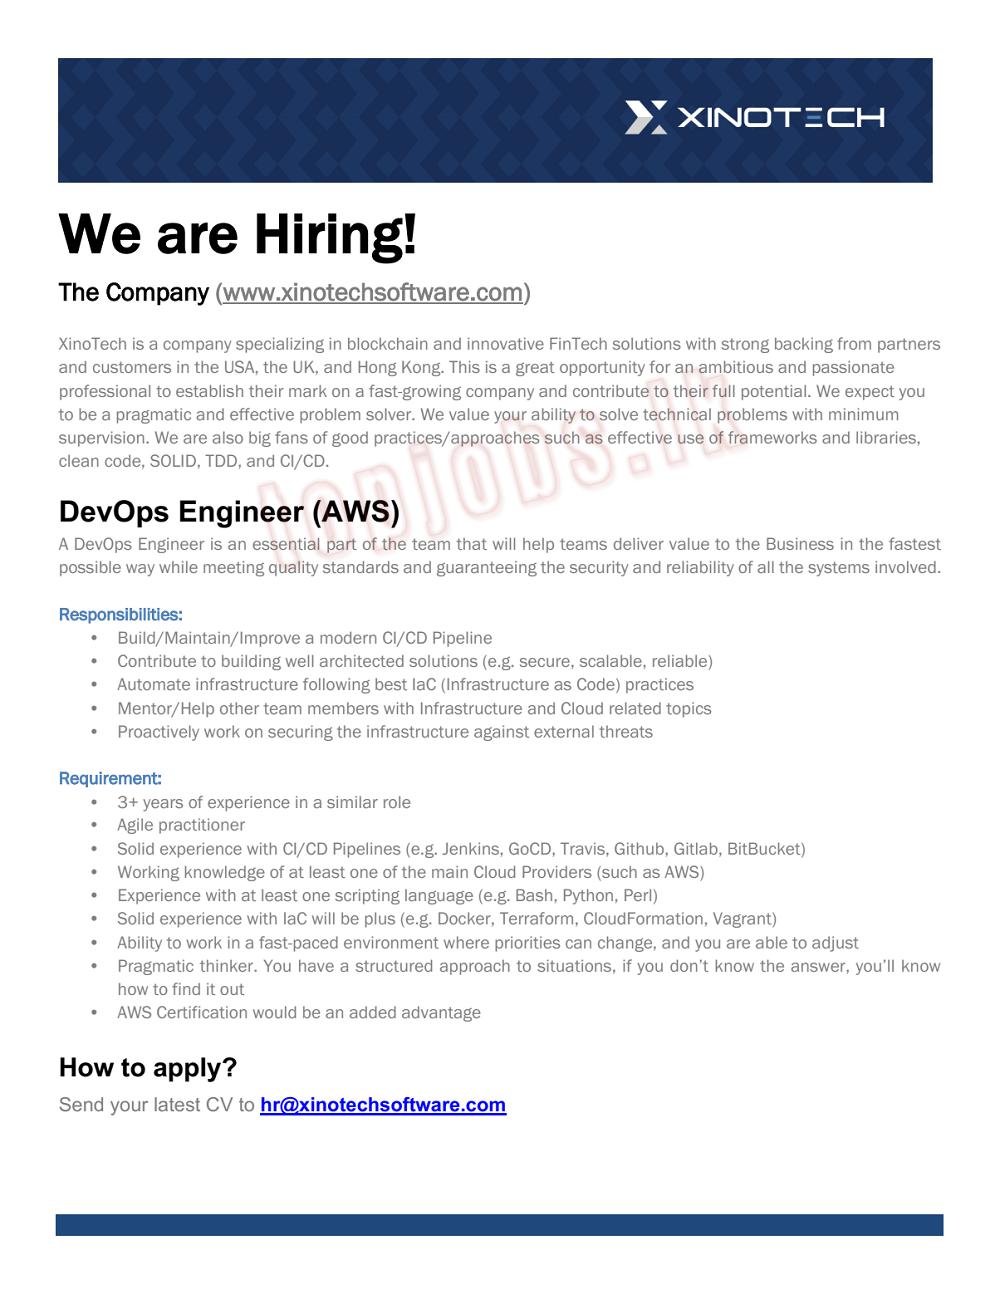 XINOTECH
We are Hiring!
The Company (www.xinotechsoftware.com)
XinoTech is a company specializing in blockchain and innovative FinTech solutions with strong backing from partners
and customers in the USA, the UK, and Hong Kong. This is a great opportunity for an ambitious and passionate
professional to establish their mark on a fast-growing company and contribute to their full potential. We expect you
to be a pragmatic and effective problem solver. We value your ability to solve technical problems with minimum
supervision. We are also big fans of good practices/approaches such as effective use of frameworks and libraries,
clean code, SOLID, TDD, and CI/CD.
topjobs.lk
DevOps Engineer (AWS)
A DevOps Engineer is an essential part of the team that will help teams deliver value to the Business in the fastest
possible way while meeting quality standards and guaranteeing the security and reliability of all the systems involved.
Responsibilities:
• Build/Maintain/Improve a modern CI/CD Pipeline
• Contribute to building well architected solutions (e.g. secure, scalable, reliable)
• Automate infrastructure following best IaC (Infrastructure as Code) practices
• Mentor/Help other team members with Infrastructure and Cloud related topics
• Proactively work on securing the infrastructure against external threats
Requirement:
• 3+ years of experience in a similar role
• Agile practitioner
• Solid experience with CI/CD Pipelines (e.g. Jenkins, GoCD, Travis, Github, Gitlab, BitBucket)
• Working knowledge of at least one of the main Cloud Providers (such as AWS)
• Experience with at least one scripting language (e.g. Bash, Python, Perl)
• Solid experience with IaC will be plus (e.g. Docker, Terraform, CloudFormation, Vagrant)
• Ability to work in a fast-paced environment where priorities can change, and you are able to adjust
• Pragmatic thinker. You have a structured approach to situations, if you don’t know the answer, you’ll know
how to find it out
• AWS Certification would be an added advantage
How to apply?
Send your latest CV to hr@xinotechsoftware.com